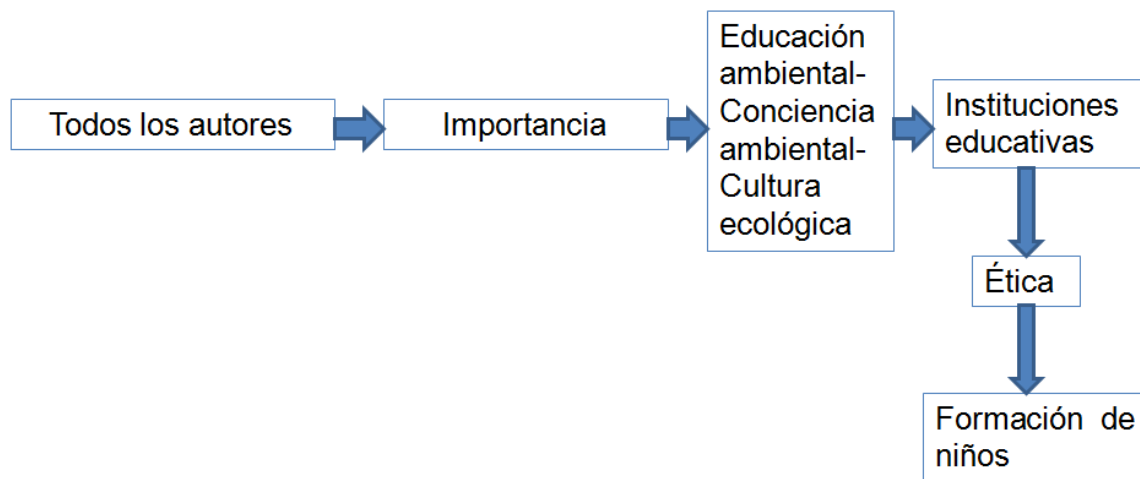 Todos los autores
Importancia
Educación
ambiental-
Conciencia
ambiental-
Cultura
ecológica
Instituciones
educativas
Ética
Formación de
niños